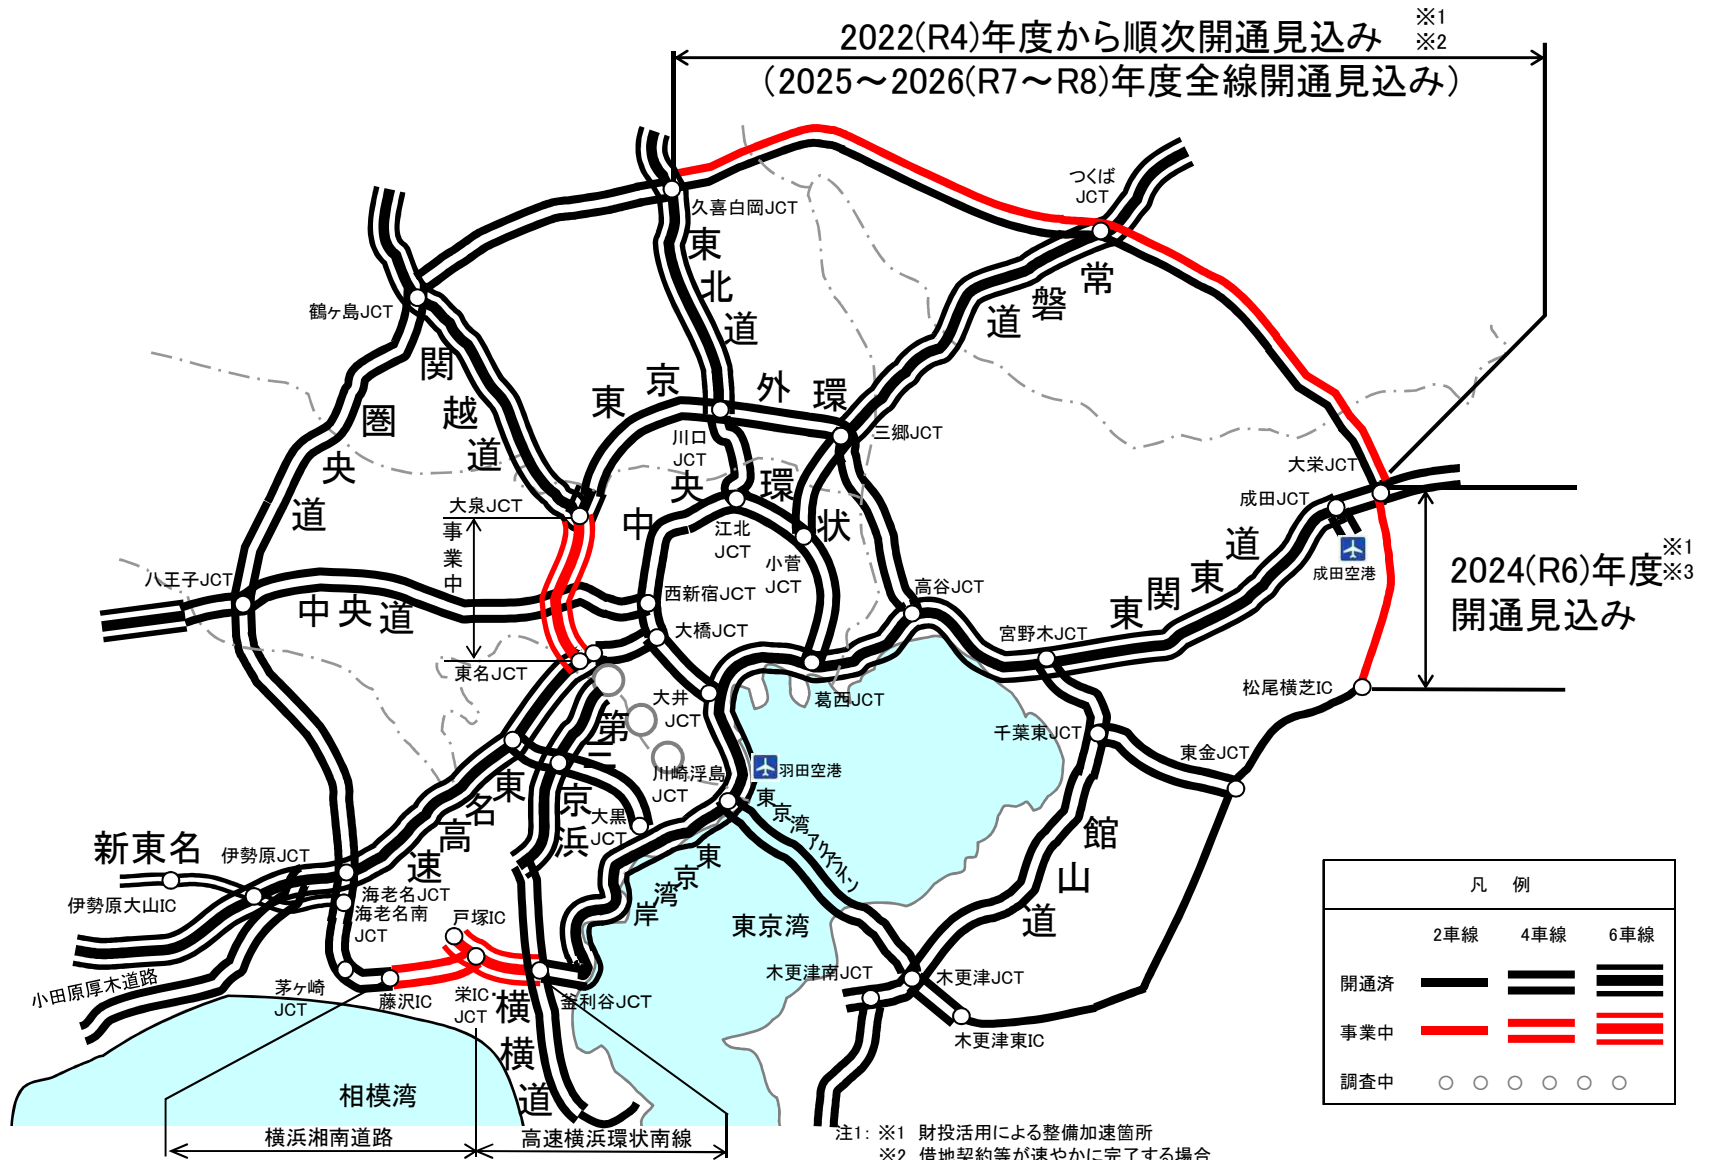 2022(R4)年度から順次開通見込み
※1
※2
（2025～2026(R7～R8)年度全線開通見込み）
つくば
JCT
久喜白岡JCT
東北道
常磐道
鶴ヶ島JCT
関越道
圏央道
東京外環
川口
JCT
三郷JCT
大栄JCT
成田JCT
成田空港
大泉JCT
事業中
中央環状
江北
JCT
小菅
JCT
東関東道
2024(R6)年度
※1
※3
開通見込み
八王子JCT
中央道
西新宿JCT
大橋JCT
高谷JCT
宮野木JCT
東名JCT
大井
JCT
葛西JCT
松尾横芝IC
千葉東JCT
東金JCT
第三京浜
川崎浮島
JCT
羽田空港
東名高速
大黒
JCT
東京湾アクアライン
館山道
新東名
伊勢原JCT
伊勢原大山IC
海老名JCT
海老名南
JCT
戸塚IC
東京湾岸
東京湾
小田原厚木道路
茅ヶ崎
JCT
藤沢IC
栄IC
JCT
釜利谷JCT
木更津南JCT
木更津JCT
木更津東IC
横横道
相模湾
横浜湘南道路
高速横浜環状南線
凡 例
2車線 4車線 6車線
開通済
事業中
調査中
注1: ※1 財投活用による整備加速箇所
※2 借地契約等が速やかに完了する場合